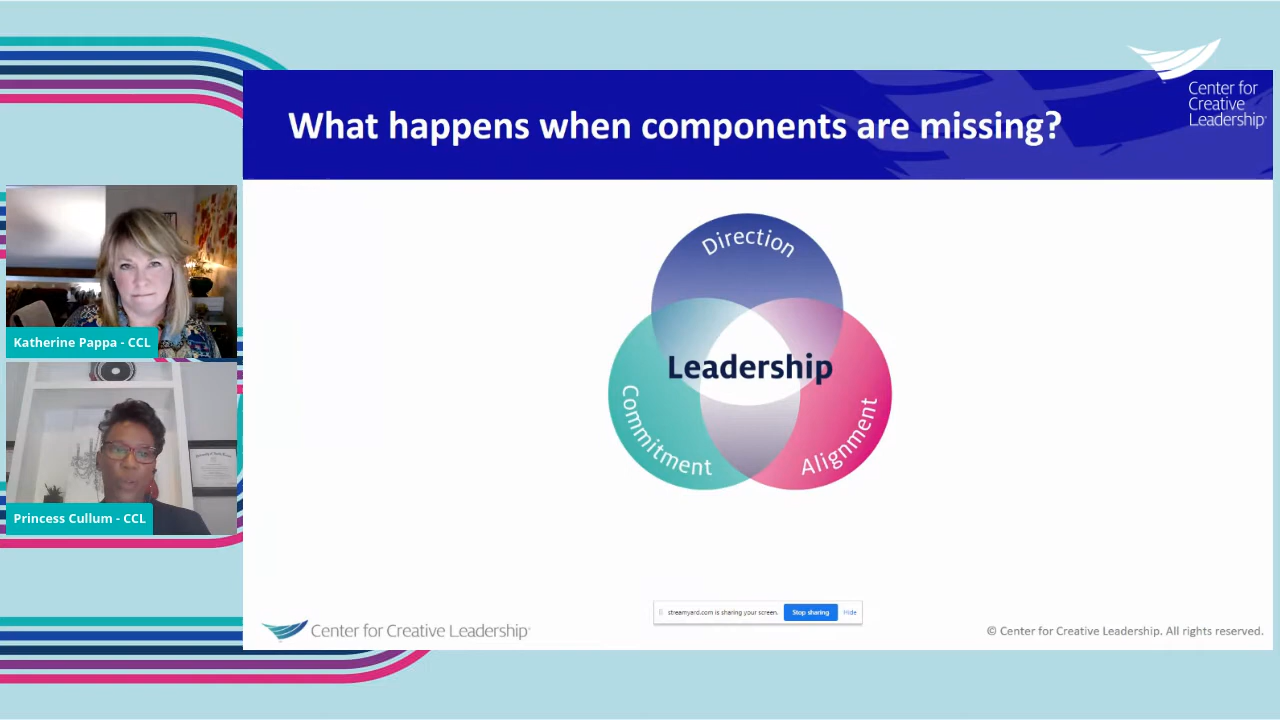 Center for
Creative
Leadership
What happens when components are missing?
Direction
Leadership
Commitment
Alignment
Katherine Pappa - CCL
Princess Cullum - CCL
streamyard.com is sharing your screen.
Stop sharing
Hide
Center for Creative Leadership
© Center for Creative Leadership. All rights reserved.